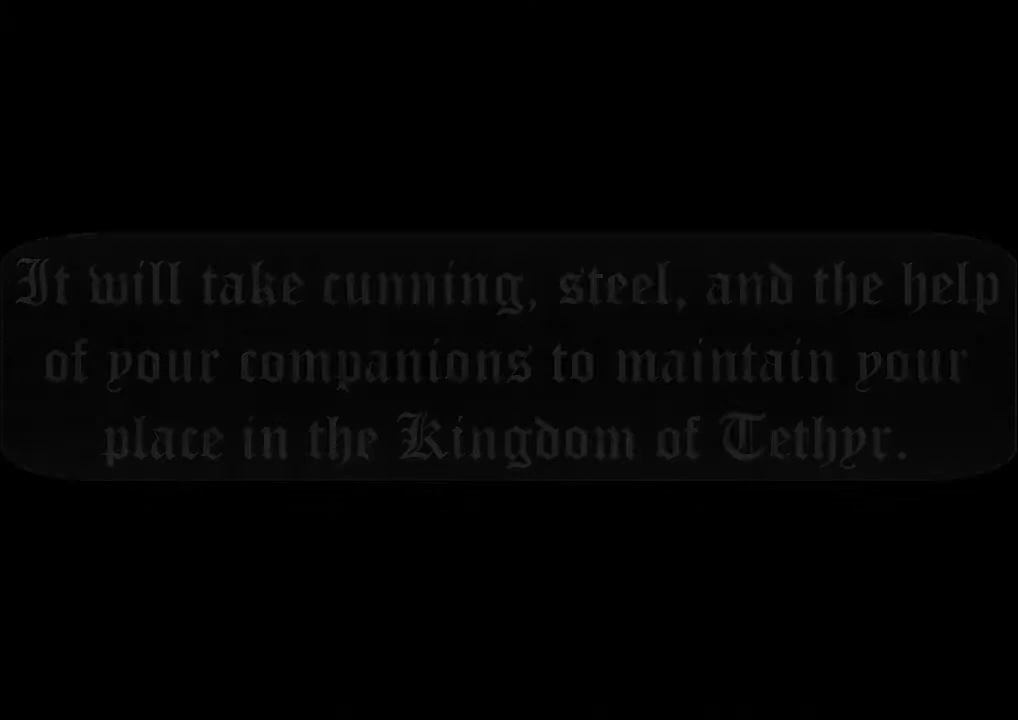 It will take cunning, steel, and the help
of your companions to maintain your
place in the Kingdom of Tethyr.